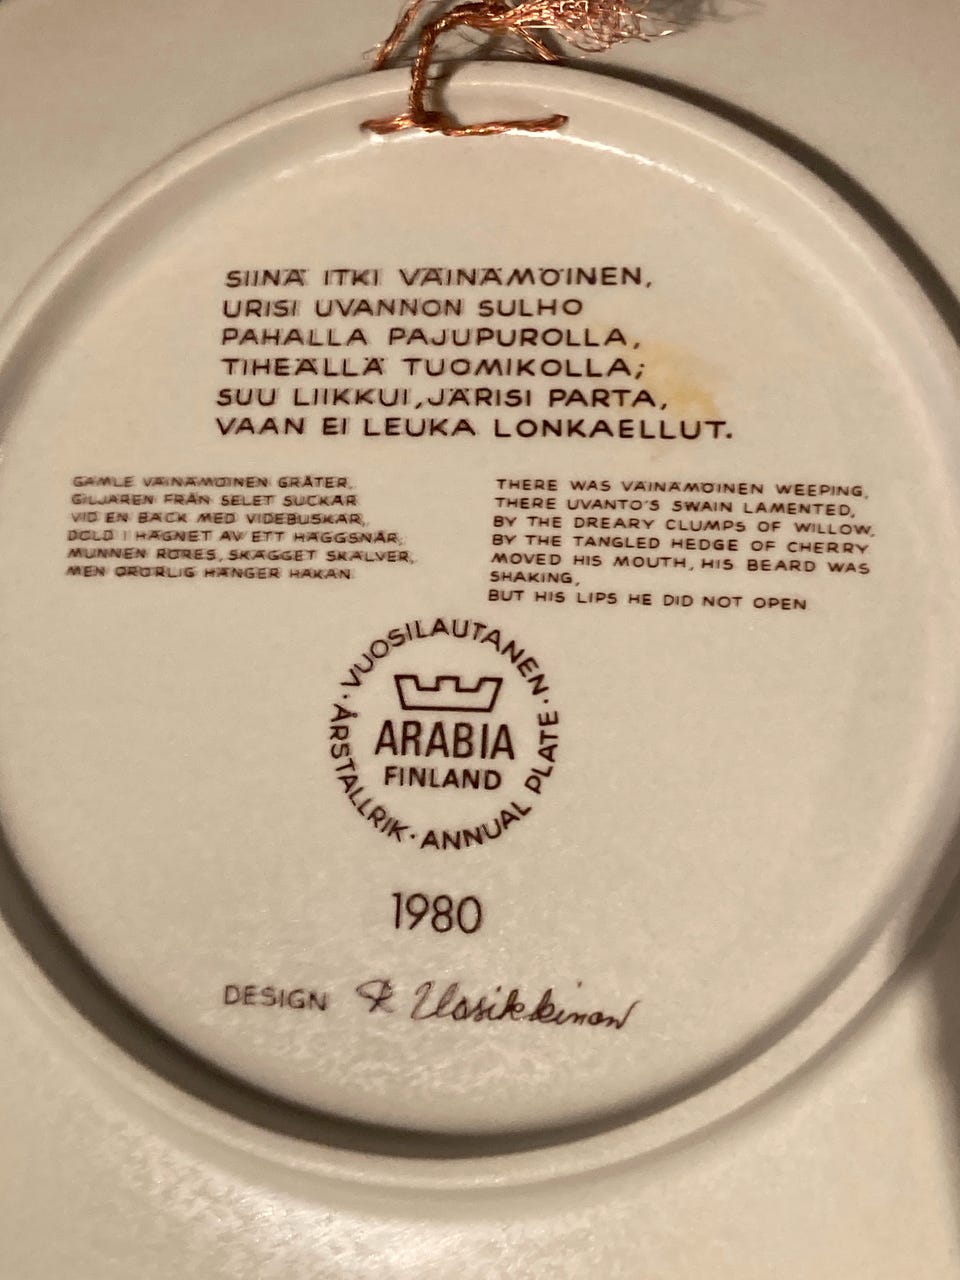 SIINÄ ITKI VÄINÄMÖINEN,
URISI UVANNON SULHO
PAHALLA PAJUPUROLLA,
TIHEÄLLÄ TUOMIKOLLA;
SUU LIIKKUI, JÄRISI PARTA,
VAAN EI LEUKA LONKAELLUT.
GAMLE VÄINÄMÖINEN GRÅTER,
GILJAREN FRÅN SELET SUCKAR
VID EN BÄCK MED VIDEBUSKAR,
DOLD I HÄGNET AV ETT HÄGGSNÅR;
MUNNEN RÖRES, SKÄGGET SKÄLVER,
MEN ORÖRLIG HÄNGER HAKAN.
THERE WAS VÄINÄMÖINEN WEEPING,
THERE UVANTO'S SWAIN LAMENTED,
BY THE DREARY CLUMPS OF WILLOW,
BY THE TANGLED HEDGE OF CHERRY
MOVED HIS MOUTH, HIS BEARD WAS
SHAKING,
BUT HIS LIPS HE DID NOT OPEN
· VUOSILAUTANEN ·
ARABIA
FINLAND
ÅRSTALLRIK · ANNUAL PLATE
1980
DESIGN R Uosikkinen